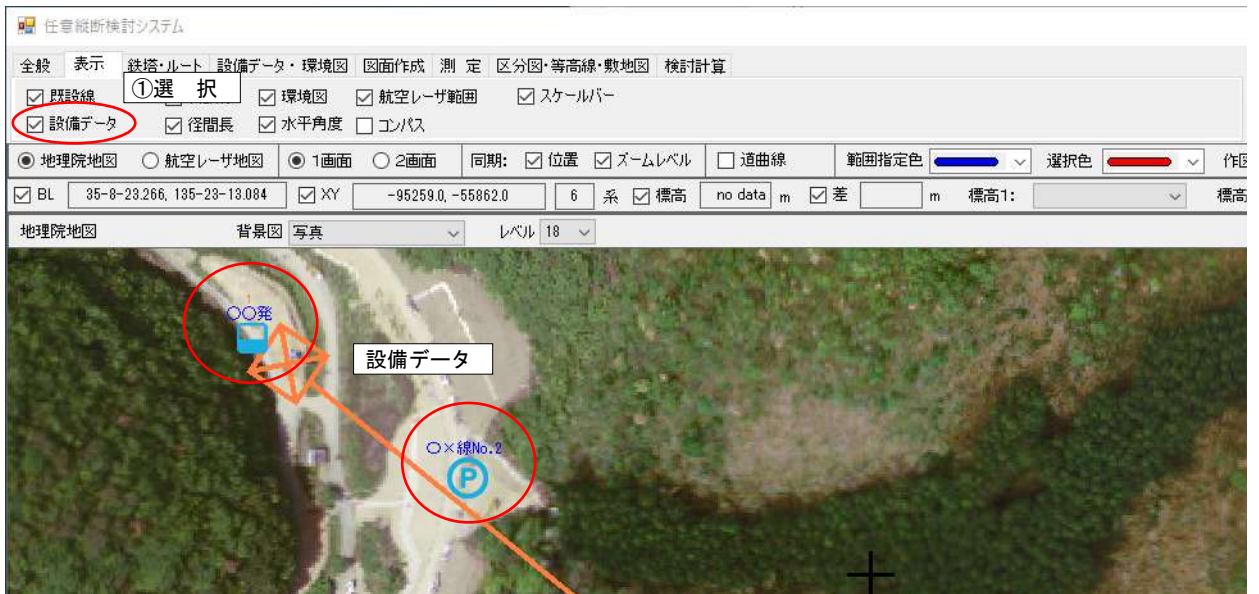 任意縦断検討システム
全般 表示 鉄塔・ルート 設備データ・環境図 図面作成 測 定 区分図・等高線・敷地図 検討計算
①選 択
既設線 環境図 航空レーザ範囲 スケールバー
設備データ 径間長 水平角度 コンパス
地理院地図 航空レーザ地図 1画面 2画面 同期: 位置 ズームレベル 道曲線 範囲指定色 選択色 作図
BL 35-8-23.266, 135-23-13.084 XY -95259.0, -55862.0 6 系 標高 no data m 差 m 標高1: 標高
地理院地図 背景図 写真 レベル 18
1
〇〇発
設備データ
〇×線No.2
P